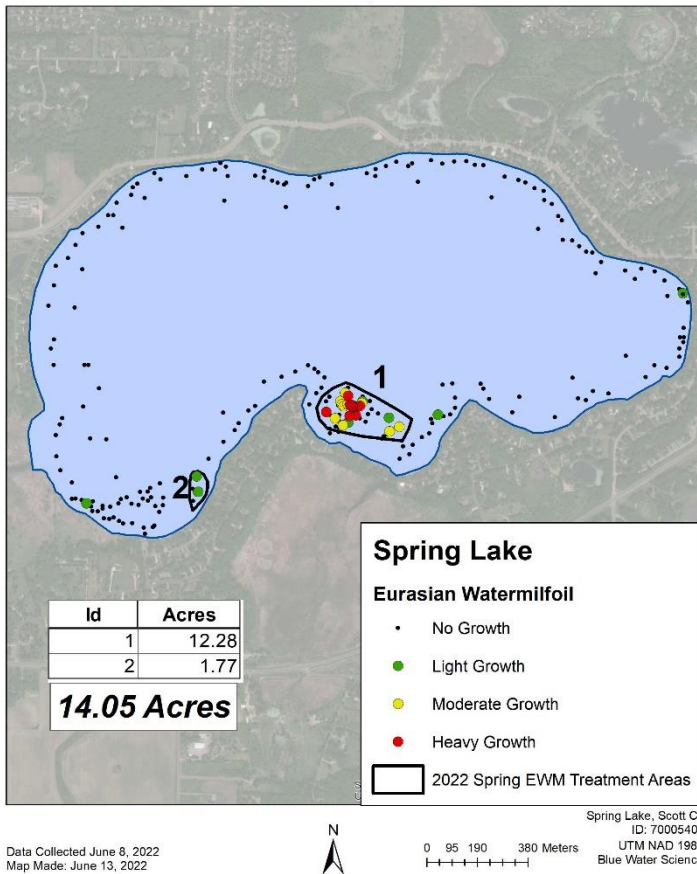 1
2
Id Acres
1 12.28
2 1.77
14.05 Acres
Spring Lake
Eurasian Watermilfoil
No Growth
Light Growth
Moderate Growth
Heavy Growth
2022 Spring EWM Treatment Areas
Data Collected June 8, 2022
Map Made: June 13, 2022
N
0 95 190 380 Meters
Spring Lake, Scott C
ID: 7000540
UTM NAD 198
Blue Water Scienc